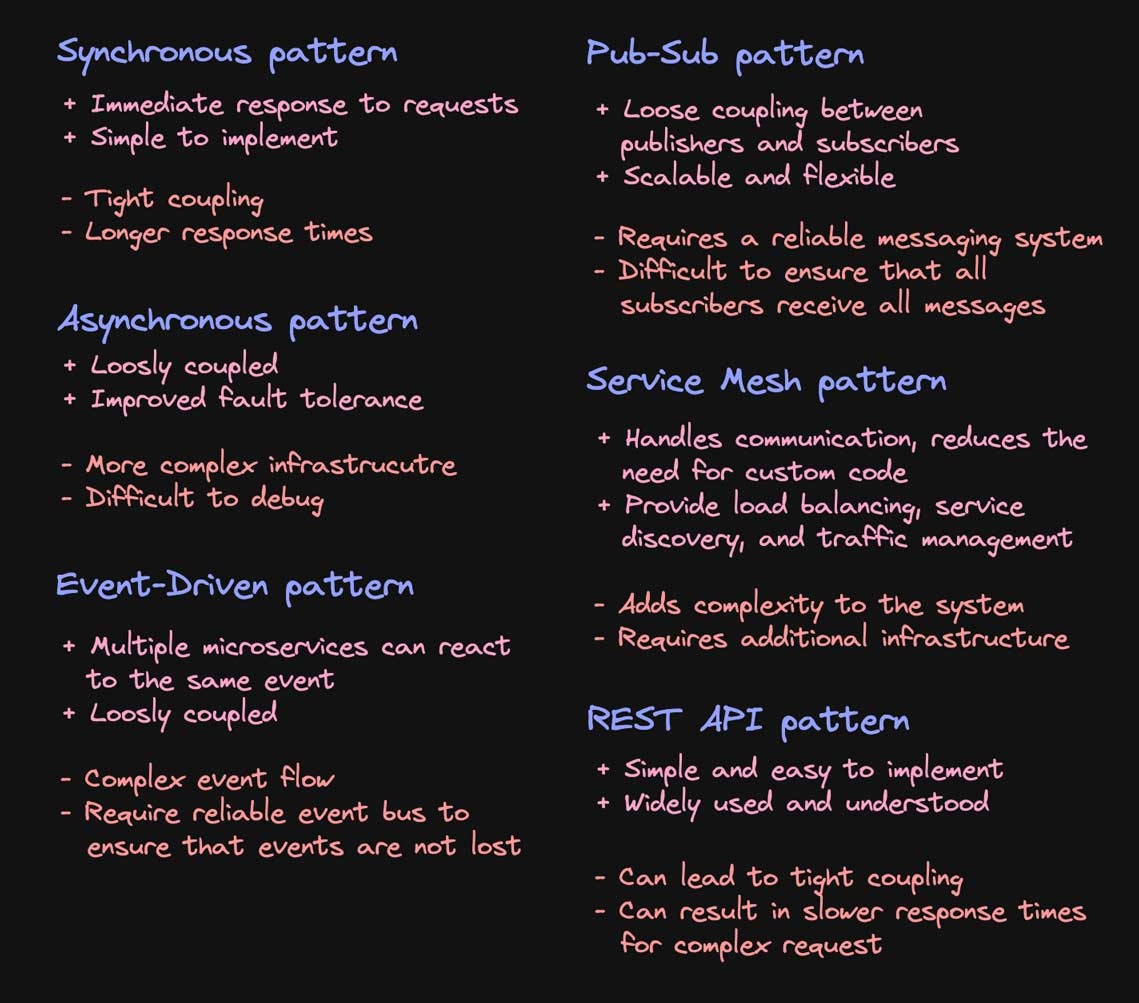 Synchronous pattern
+ Immediate response to requests
+ Simple to implement
- Tight coupling
- Longer response times
Asynchronous pattern
+ Loosly coupled
+ Improved fault tolerance
- More complex infrastrucutre
- Difficult to debug
Event-Driven pattern
+ Multiple microservices can react
to the same event
+ Loosly coupled
- Complex event flow
- Require reliable event bus to
ensure that events are not lost
Pub-Sub pattern
+ Loose coupling between
publishers and subscribers
+ Scalable and flexible
- Requires a reliable messaging system
- Difficult to ensure that all
subscribers receive all messages
Service Mesh pattern
+ Handles communication, reduces the
need for custom code
+ Provide load balancing, service
discovery, and traffic management
- Adds complexity to the system
- Requires additional infrastructure
REST API pattern
+ Simple and easy to implement
+ Widely used and understood
- Can lead to tight coupling
- Can result in slower response times
for complex request